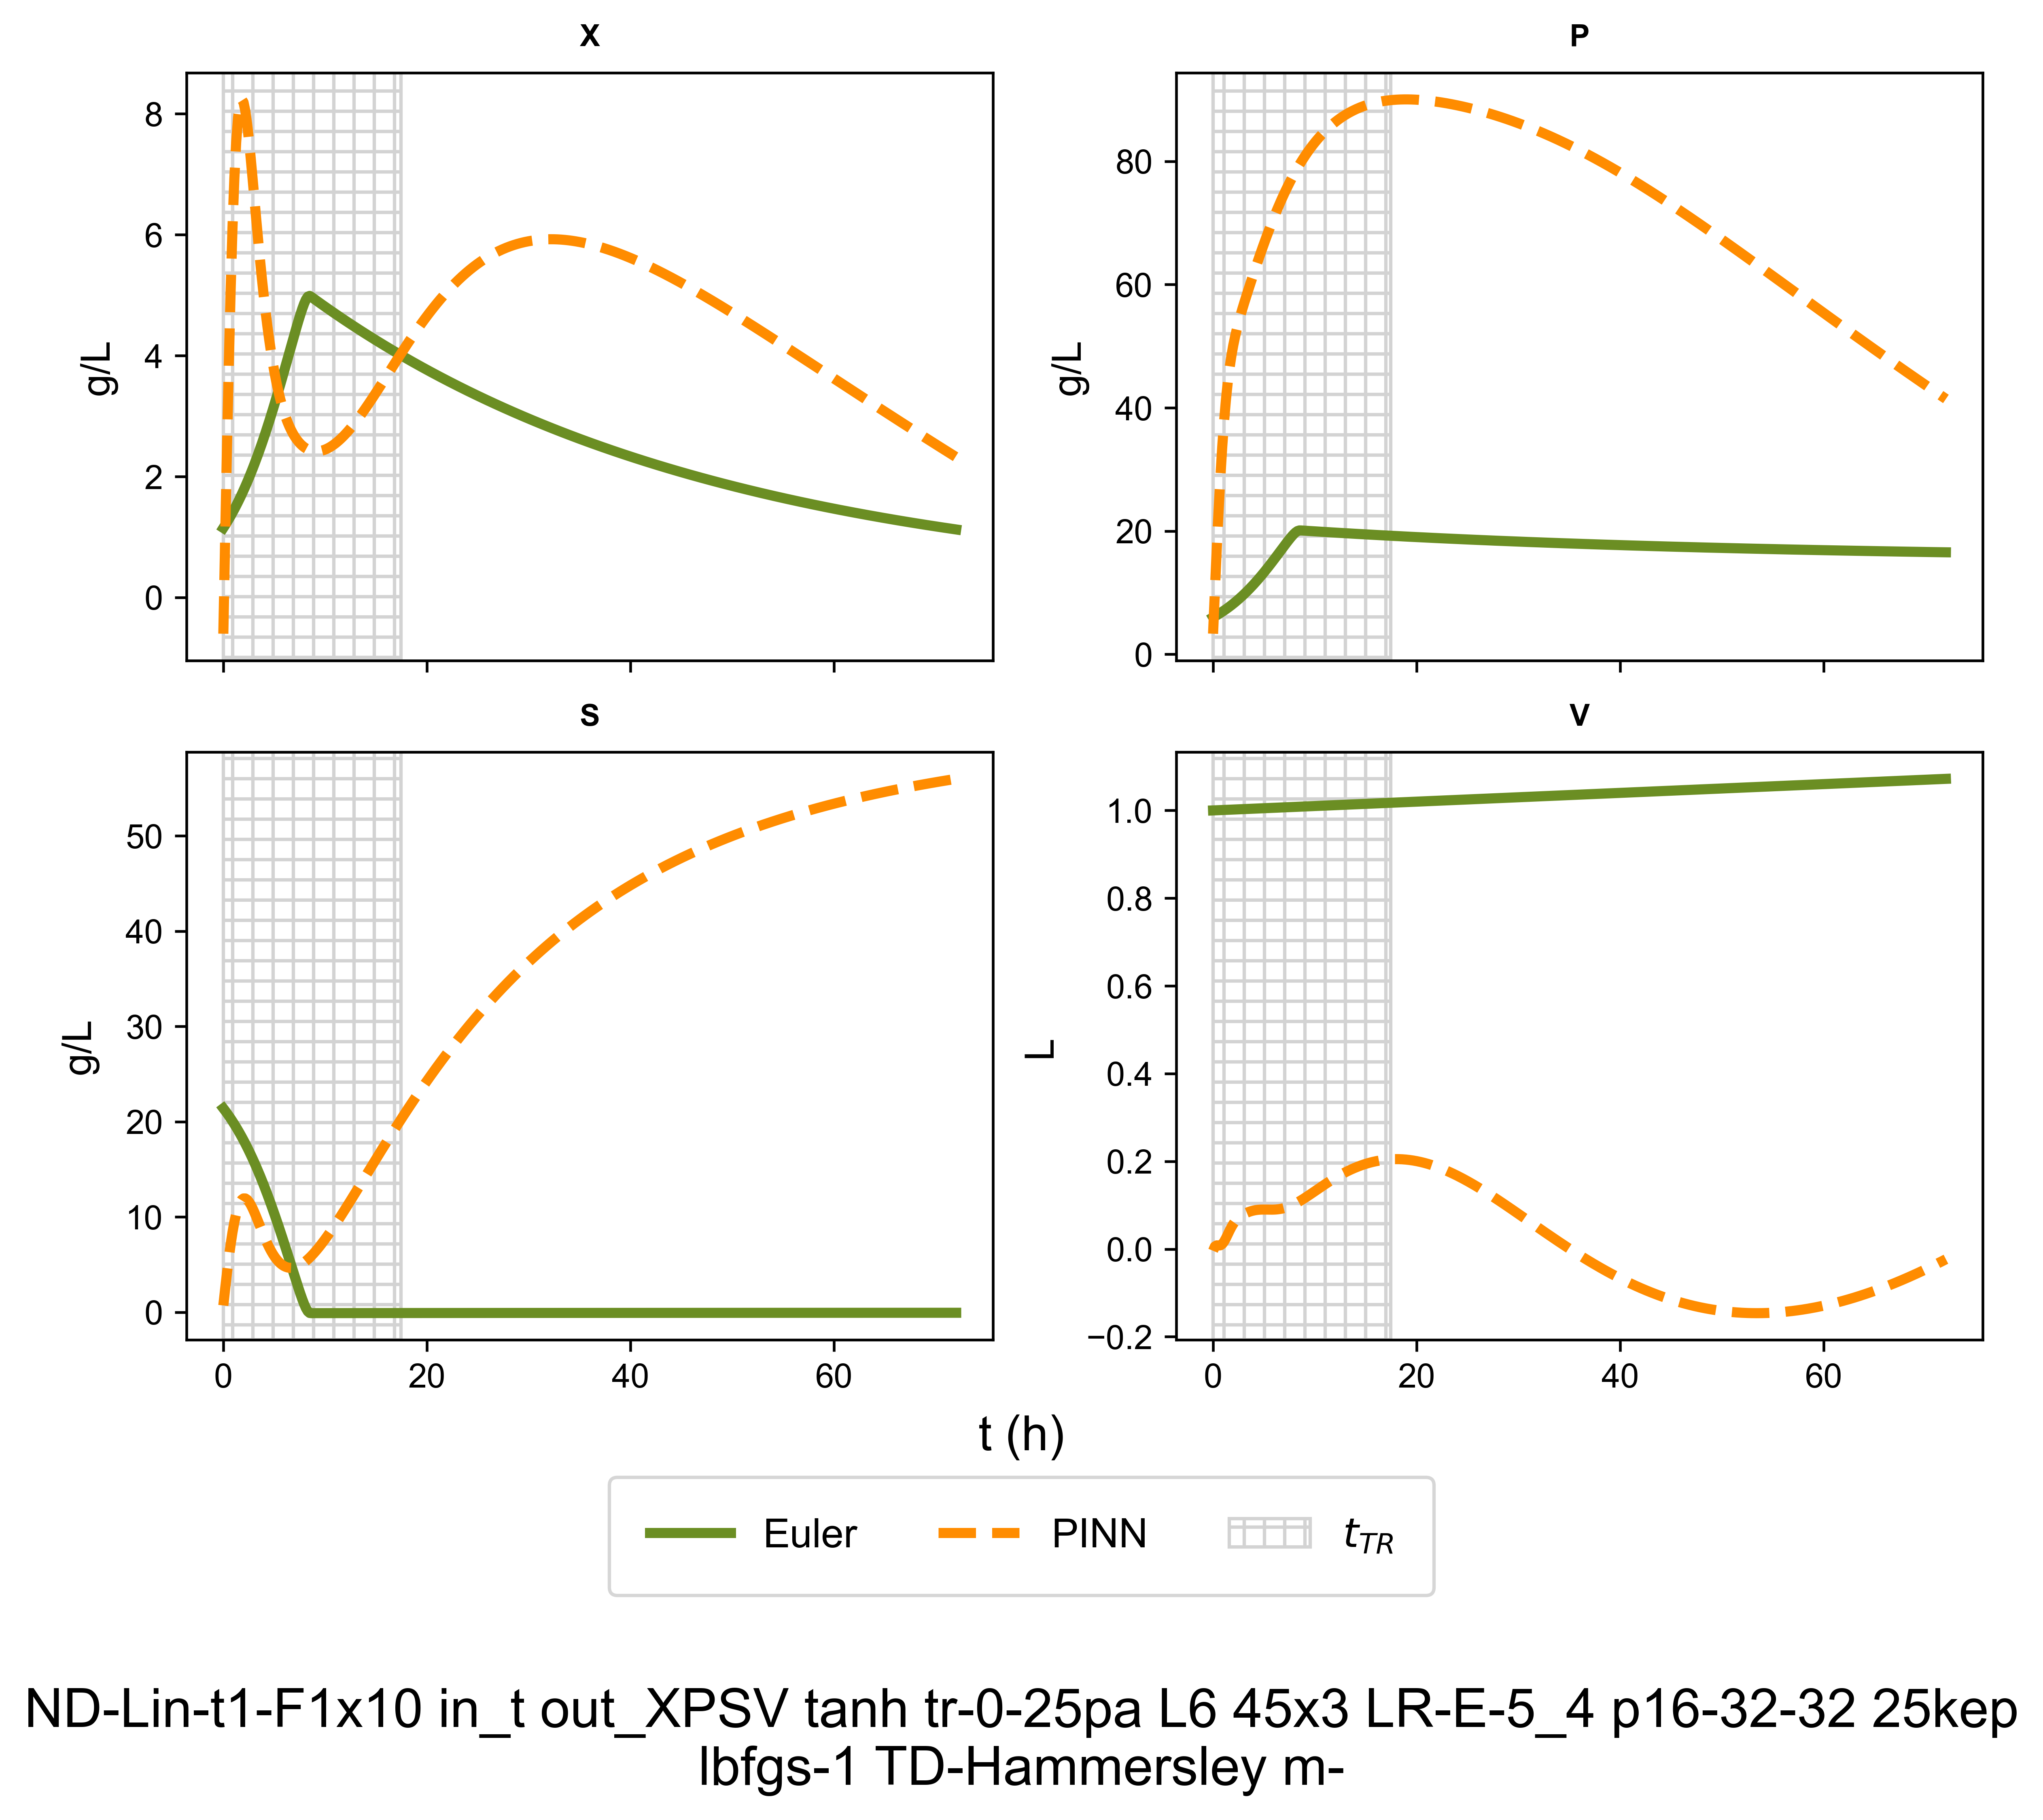 X
P
8
6
4
2
0
g/L
80
60
40
20
0
g/L
S
V
50
40
30
20
10
0
g/L
0
20
40
60
1.0
0.8
0.6
0.4
0.2
0.0
−0.2
L
0
20
40
60
t (h)
Euler
PINN
t_{TR}
ND-Lin-t1-F1x10 in_t out_XPSV tanh tr-0-25pa L6 45x3 LR-E-5_4 p16-32-32 25kep
lbfgs-1 TD-Hammersley m-